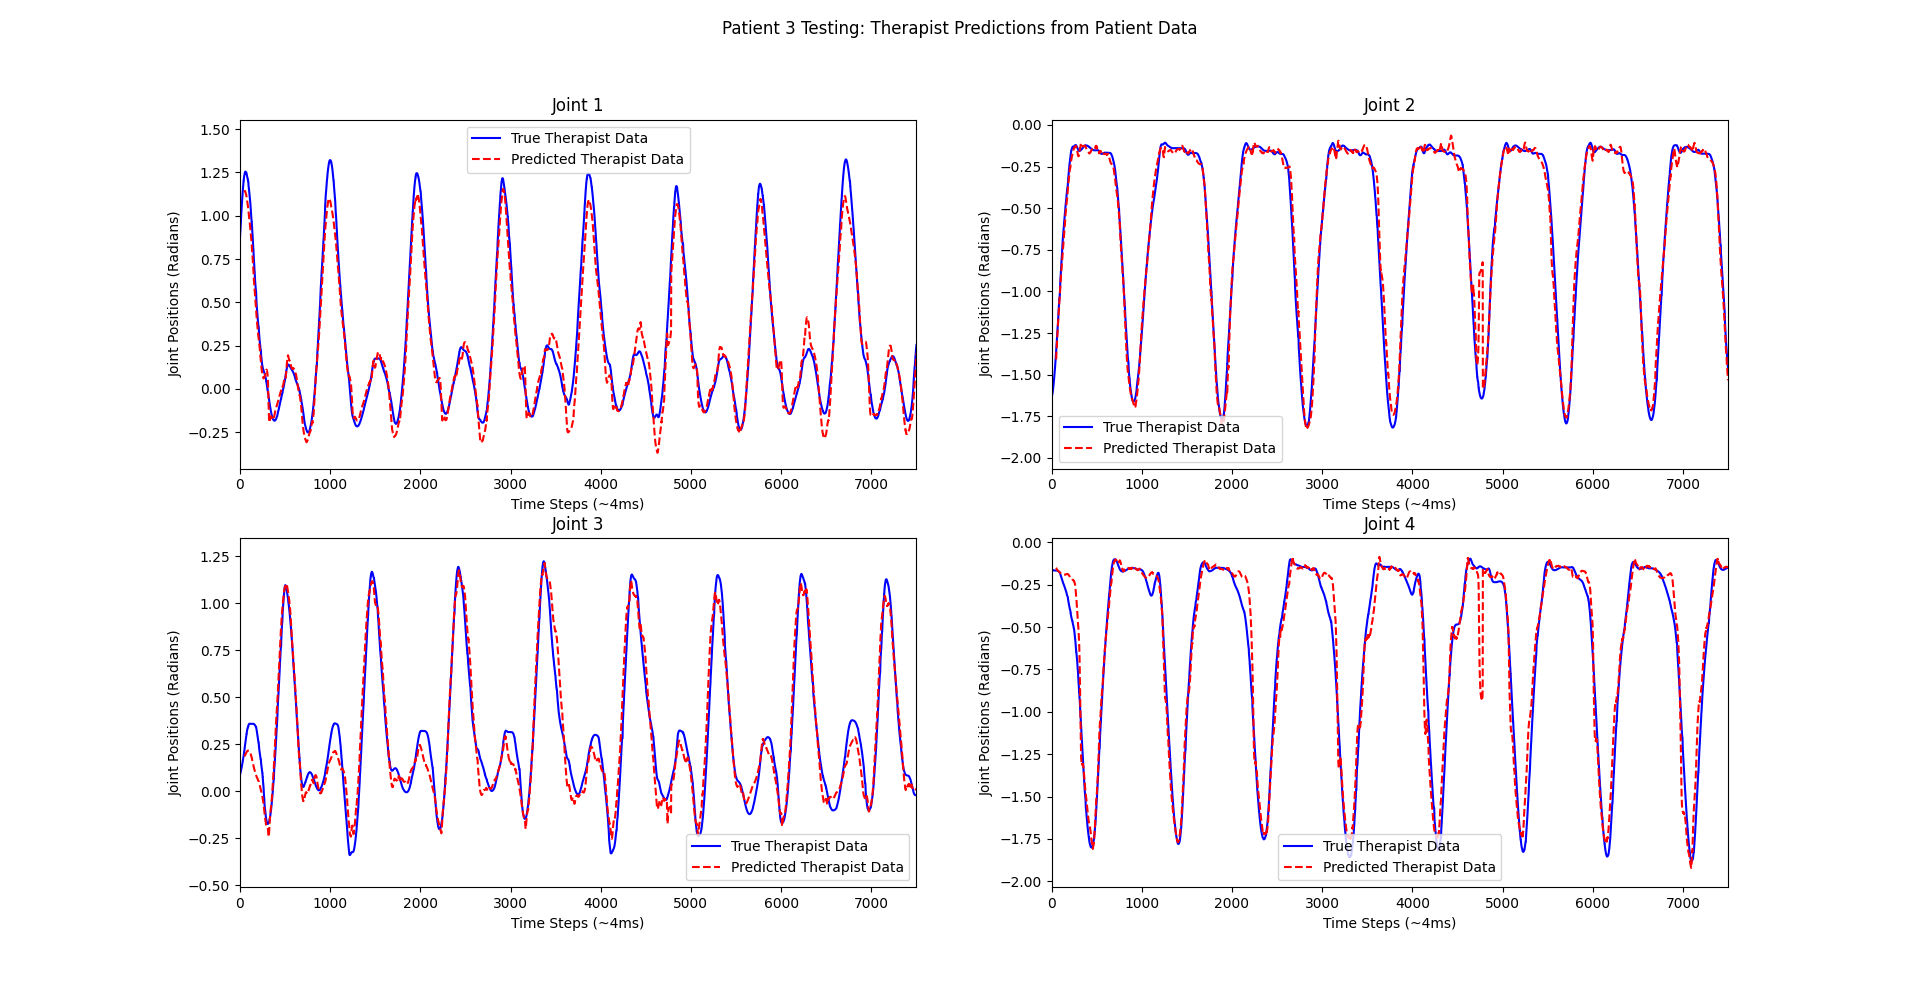 Patient 3 Testing: Therapist Predictions from Patient Data
Joint 1
Joint Positions (Radians)
1.50
1.25
1.00
0.75
0.50
0.25
0.00
−0.25
True Therapist Data
Predicted Therapist Data
0 1000 2000 3000 4000 5000 6000 7000
Time Steps (~4ms)
Joint 2
Joint Positions (Radians)
0.00
−0.25
−0.50
−0.75
−1.00
−1.25
−1.50
−1.75
−2.00
True Therapist Data
Predicted Therapist Data
0 1000 2000 3000 4000 5000 6000 7000
Time Steps (~4ms)
Joint 3
Joint Positions (Radians)
1.25
1.00
0.75
0.50
0.25
0.00
−0.25
−0.50
True Therapist Data
Predicted Therapist Data
0 1000 2000 3000 4000 5000 6000 7000
Time Steps (~4ms)
Joint 4
Joint Positions (Radians)
0.00
−0.25
−0.50
−0.75
−1.00
−1.25
−1.50
−1.75
−2.00
True Therapist Data
Predicted Therapist Data
0 1000 2000 3000 4000 5000 6000 7000
Time Steps (~4ms)